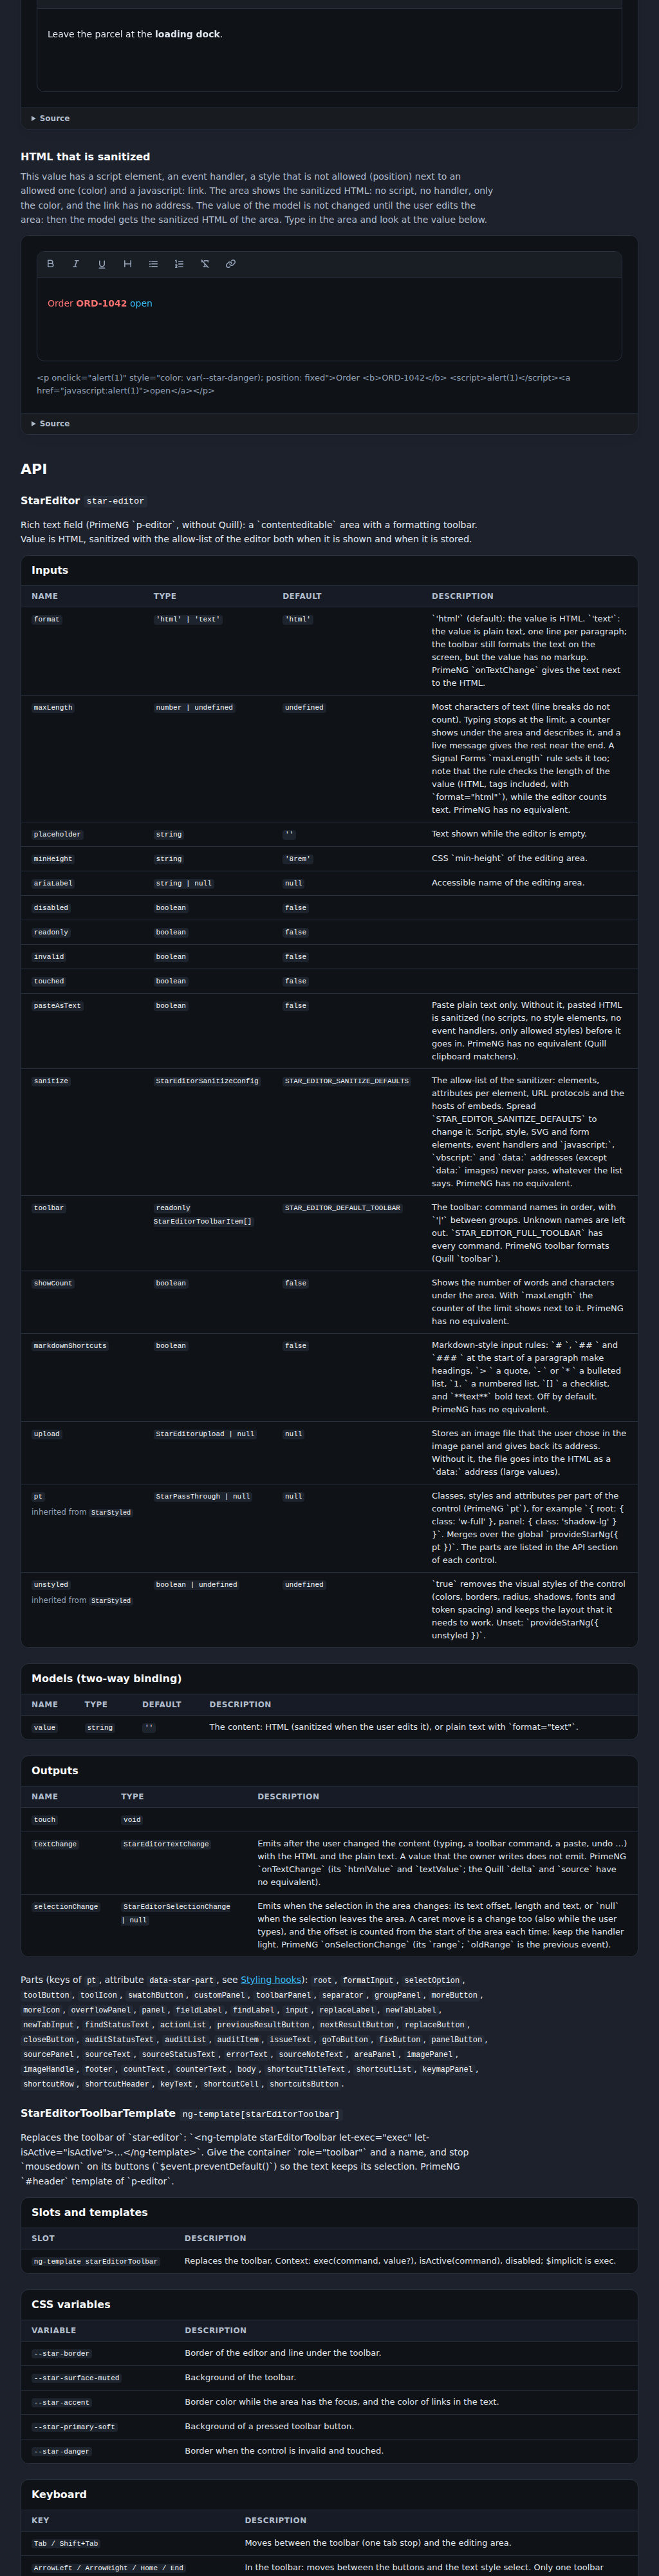 Leave the parcel at the loading dock.
▶ Source
HTML that is sanitized
This value has a script element, an event handler, a style that is not allowed (position) next to an
allowed one (color) and a javascript: link. The area shows the sanitized HTML: no script, no handler, only
the color, and the link has no address. The value of the model is not changed until the user edits the
area: then the model gets the sanitized HTML of the area. Type in the area and look at the value below.
Order ORD-1042 open
<p onclick="alert(1)" style="color: var(--star-danger); position: fixed">Order <b>ORD-1042</b> <script>alert(1)</script><a
href="javascript:alert(1)">open</a></p>
▶ Source
API
StarEditor star-editor
Rich text field (PrimeNG `p-editor`, without Quill): a `contenteditable` area with a formatting toolbar.
Value is HTML, sanitized with the allow-list of the editor both when it is shown and when it is stored.
Inputs
NAME TYPE DEFAULT DESCRIPTION
format 'html' | 'text' 'html' `'html'` (default): the value is HTML. `'text'`:
the value is plain text, one line per paragraph;
the toolbar still formats the text on the
screen, but the value has no markup.
PrimeNG `onTextChange` gives the text next
to the HTML.
maxLength number | undefined undefined Most characters of text (line breaks do not
count). Typing stops at the limit, a counter
shows under the area and describes it, and a
live message gives the rest near the end. A
Signal Forms `maxLength` rule sets it too;
note that the rule checks the length of the
value (HTML, tags included, with
`format="html"`), while the editor counts
text. PrimeNG has no equivalent.
placeholder string '' Text shown while the editor is empty.
minHeight string '8rem' CSS `min-height` of the editing area.
ariaLabel string | null null Accessible name of the editing area.
disabled boolean false
readonly boolean false
invalid boolean false
touched boolean false
pasteAsText boolean false Paste plain text only. Without it, pasted HTML
is sanitized (no scripts, no style elements, no
event handlers, only allowed styles) before it
goes in. PrimeNG has no equivalent (Quill
clipboard matchers).
sanitize StarEditorSanitizeConfig STAR_EDITOR_SANITIZE_DEFAULTS The allow-list of the sanitizer: elements,
attributes per element, URL protocols and the
hosts of embeds. Spread
`STAR_EDITOR_SANITIZE_DEFAULTS` to
change it. Script, style, SVG and form
elements, event handlers and `javascript:`,
`vbscript:` and `data:` addresses (except
`data:` images) never pass, whatever the list
says. PrimeNG has no equivalent.
toolbar readonly STAR_EDITOR_DEFAULT_TOOLBAR The toolbar: command names in order, with
StarEditorToolbarItem[] `'|'` between groups. Unknown names are left
out. `STAR_EDITOR_FULL_TOOLBAR` has
every command. PrimeNG toolbar formats
(Quill `toolbar`).
showCount boolean false Shows the number of words and characters
under the area. With `maxLength` the
counter of the limit shows next to it. PrimeNG
has no equivalent.
markdownShortcuts boolean false Markdown-style input rules: `# `, `## ` and
`### ` at the start of a paragraph make
headings, `> ` a quote, `- ` or `* ` a bulleted
list, `1. ` a numbered list, `[] ` a checklist,
and `**text**` bold text. Off by default.
PrimeNG has no equivalent.
upload StarEditorUpload | null null Stores an image file that the user chose in the
image panel and gives back its address.
Without it, the file goes into the HTML as a
`data:` address (large values).
pt StarPassThrough | null null Classes, styles and attributes per part of the
inherited from StarStyled control (PrimeNG `pt`), for example `{ root: {
class: 'w-full' }, panel: { class: 'shadow-lg' }
}`. Merges over the global `provideStarNg({
pt })`. The parts are listed in the API section
of each control.
unstyled boolean | undefined undefined `true` removes the visual styles of the control
inherited from StarStyled (colors, borders, radius, shadows, fonts and
token spacing) and keeps the layout that it
needs to work. Unset: `provideStarNg({
unstyled })`.
Models (two-way binding)
NAME TYPE DEFAULT DESCRIPTION
value string '' The content: HTML (sanitized when the user edits it), or plain text with `format="text"`.
Outputs
NAME TYPE DESCRIPTION
touch void
textChange StarEditorTextChange Emits after the user changed the content (typing, a toolbar command, a paste, undo ...)
with the HTML and the plain text. A value that the owner writes does not emit. PrimeNG
`onTextChange` (its `htmlValue` and `textValue`; the Quill `delta` and `source` have
no equivalent).
selectionChange StarEditorSelectionChange Emits when the selection in the area changes: its text offset, length and text, or `null`
| null when the selection leaves the area. A caret move is a change too (also while the user
types), and the offset is counted from the start of the area each time: keep the handler
light. PrimeNG `onSelectionChange` (its `range`; `oldRange` is the previous event).
Parts (keys of pt, attribute data-star-part, see Styling hooks): root, formatInput, selectOption,
toolButton, toolIcon, swatchButton, customPanel, toolbarPanel, separator, groupPanel, moreButton,
moreIcon, overflowPanel, panel, fieldLabel, findLabel, input, replaceLabel, newTabLabel,
newTabInput, findStatusText, actionList, previousResultButton, nextResultButton, replaceButton,
closeButton, auditStatusText, auditList, auditItem, issueText, goToButton, fixButton, panelButton,
sourcePanel, sourceText, sourceStatusText, errorText, sourceNoteText, areaPanel, imagePanel,
imageHandle, footer, countText, counterText, body, shortcutTitleText, shortcutList, keymapPanel,
shortcutRow, shortcutHeader, keyText, shortcutCell, shortcutsButton.
StarEditorToolbarTemplate ng-template[starEditorToolbar]
Replaces the toolbar of `star-editor`: `<ng-template starEditorToolbar let-exec="exec" let-
isActive="isActive">…</ng-template>`. Give the container `role="toolbar"` and a name, and stop
`mousedown` on its buttons (`$event.preventDefault()`) so the text keeps its selection. PrimeNG
`#header` template of `p-editor`.
Slots and templates
SLOT DESCRIPTION
ng-template starEditorToolbar Replaces the toolbar. Context: exec(command, value?), isActive(command), disabled; $implicit is exec.
CSS variables
VARIABLE DESCRIPTION
--star-border Border of the editor and line under the toolbar.
--star-surface-muted Background of the toolbar.
--star-accent Border color while the area has the focus, and the color of links in the text.
--star-primary-soft Background of a pressed toolbar button.
--star-danger Border when the control is invalid and touched.
Keyboard
KEY DESCRIPTION
Tab / Shift+Tab Moves between the toolbar (one tab stop) and the editing area.
ArrowLeft / ArrowRight / Home / End In the toolbar: moves between the buttons and the text style select. Only one toolbar